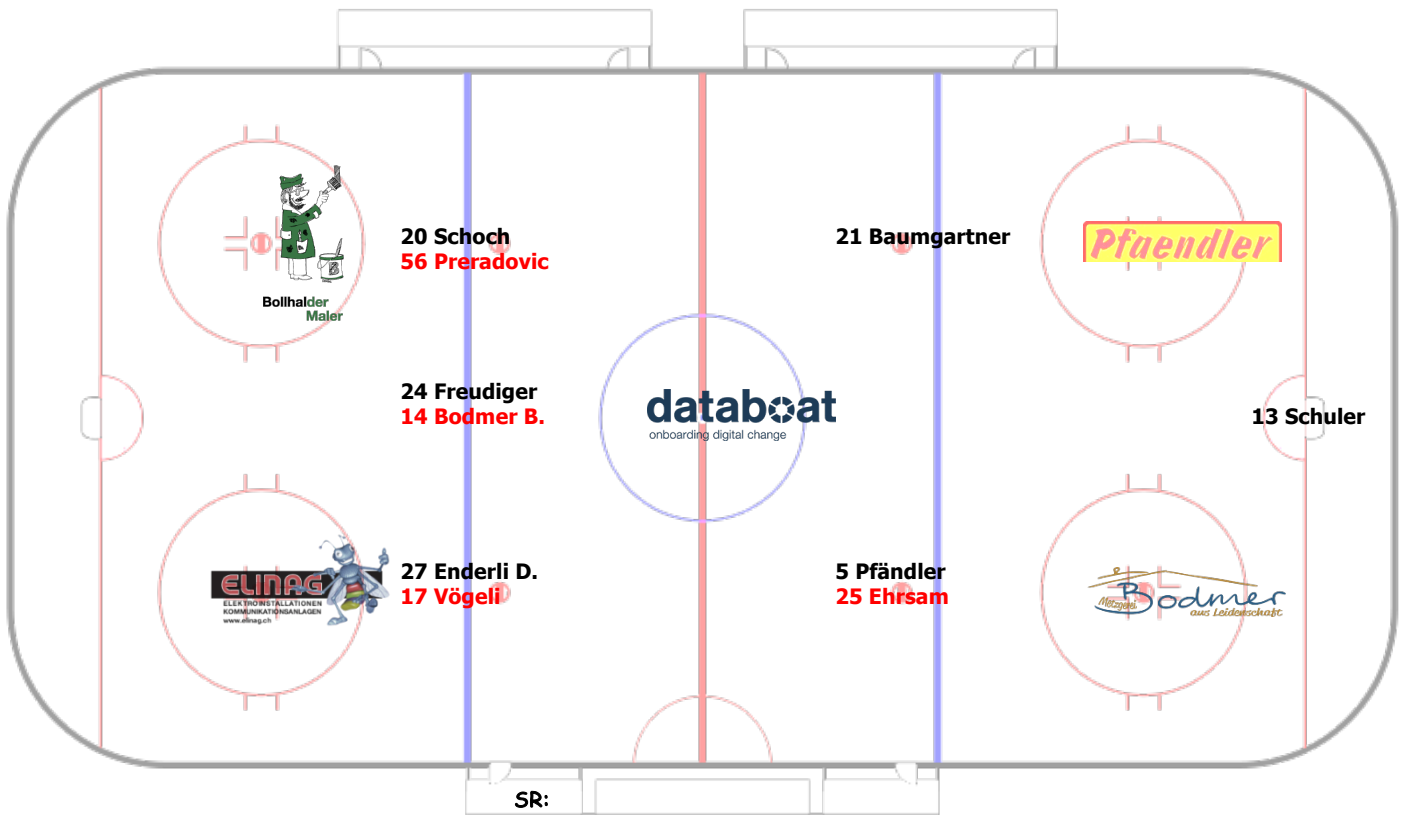 20 Schoch
56 Preradovic
21 Baumgartner
Pfaendler
Bollhalder
Maler
24 Freudiger
14 Bodmer B.
databoat
onboarding digital change
13 Schuler
ELINAG
ELEKTROINSTALLATIONEN
KOMMUNIKATIONSANLAGEN
www.elinag.ch
27 Enderli D.
17 Vögeli
5 Pfändler
25 Ehrsam
Metzgerei Bodmer
aus Leidenschaft
SR: